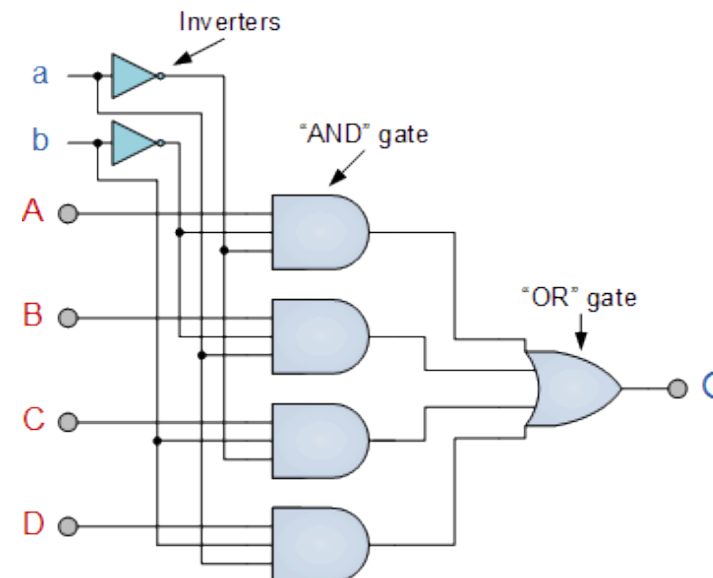 Inverters
a
b
“AND” gate
A
B
“OR” gate
C
D